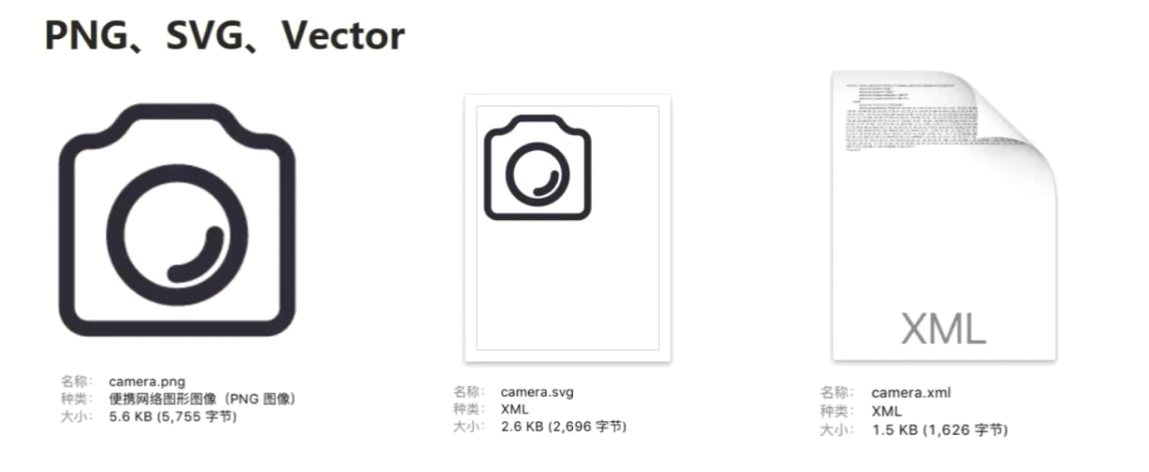 PNG、SVG、Vector
XML
名称： camera.png
种类： 便携网络图形图像（PNG 图像）
大小： 5.6 KB (5,755 字节)
名称： camera.svg
种类： XML
大小： 2.6 KB (2,696 字节)
名称： camera.xml
种类： XML
大小： 1.5 KB (1,626 字节)